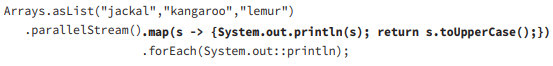 Arrays.asList("jackal","kangaroo","lemur")
.parallelStream().map(s -> {System.out.println(s); return s.toUpperCase();})
.forEach(System.out::println);